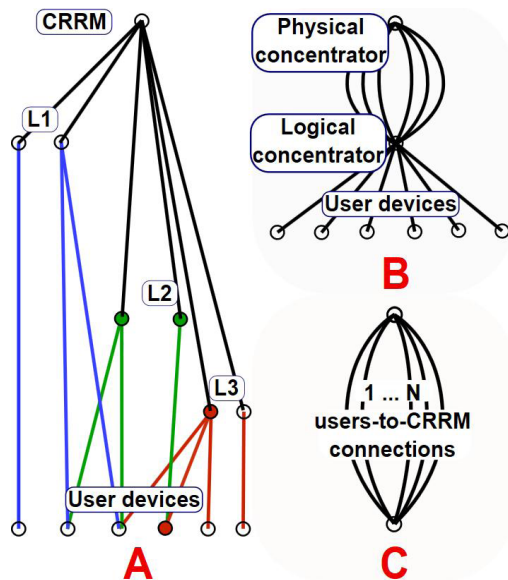 CRRM
L1
L2
L3
User devices
A
Physical
concentrator
Logical
concentrator
User devices
B
1 ... N
users-to-CRRM
connections
C